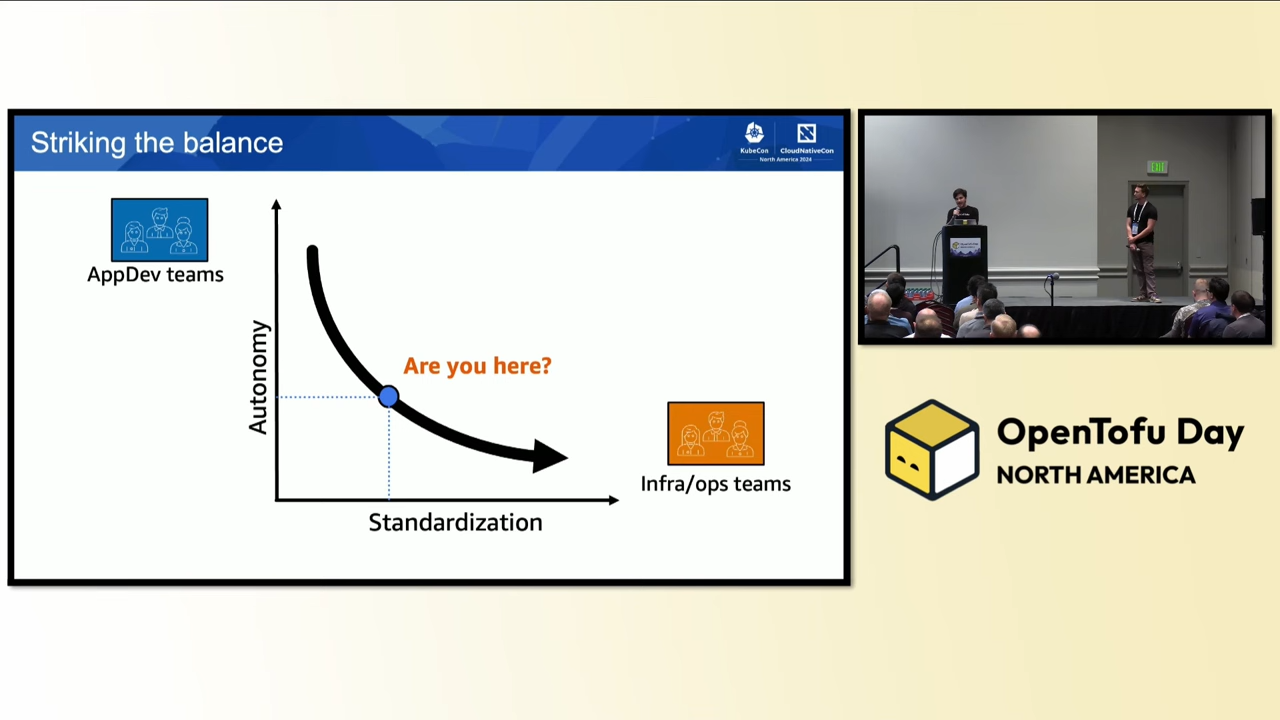 Striking the balance
KubeCon
CloudNativeCon
North America 2024
AppDev teams
Autonomy
Are you here?
Infra/ops teams
Standardization
EXIT
OpenTofu Day
NORTH AMERICA